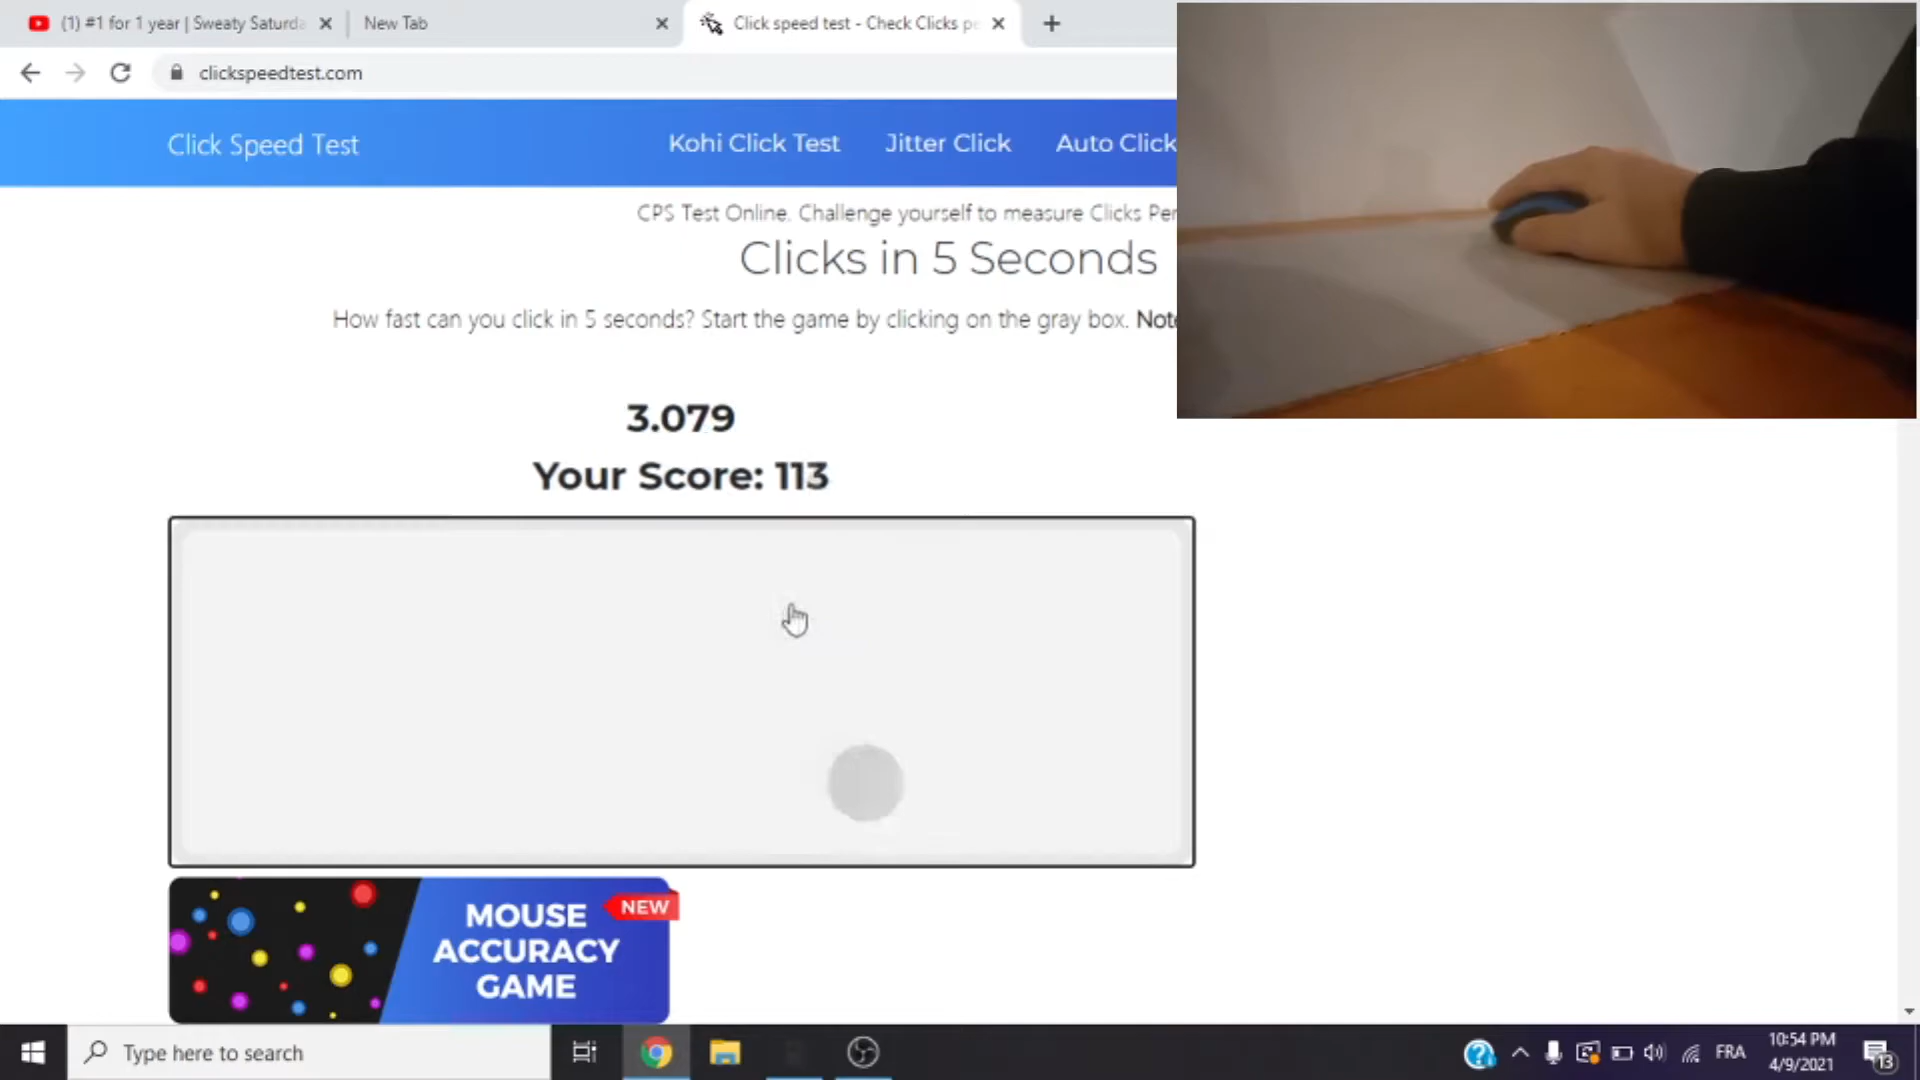 (1) #1 for 1 year | Sweaty Saturda
New Tab
Click speed test - Check Clicks pe
clickspeedtest.com
Click Speed Test
Kohi Click Test
Jitter Click
Auto Click
CPS Test Online. Challenge yourself to measure Clicks Per
Clicks in 5 Seconds
How fast can you click in 5 seconds? Start the game by clicking on the gray box. Note
3.079
Your Score: 113
MOUSE
ACCURACY
GAME
NEW
Type here to search
FRA
10:54 PM
4/9/2021
13